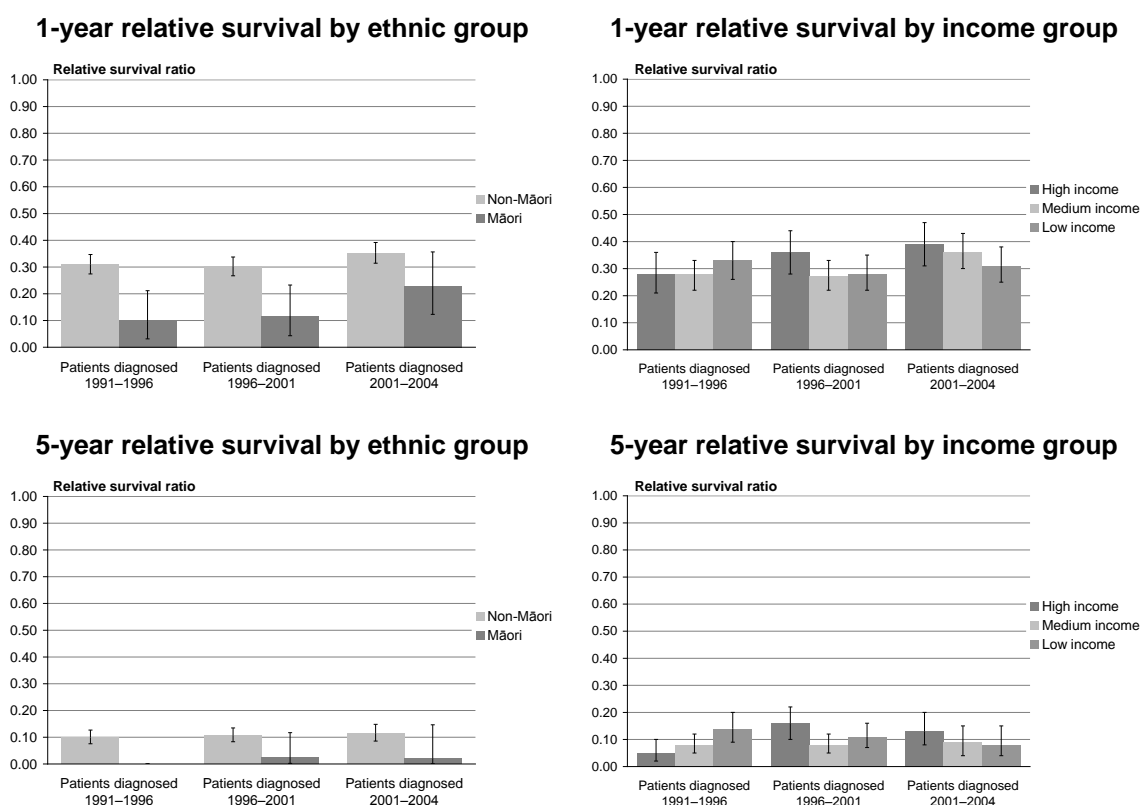 1-year relative survival by ethnic group
Relative survival ratio
1.00
0.90
0.80
0.70
0.60
0.50
0.40
0.30
0.20
0.10
0.00
Non-Māori
Māori
Patients diagnosed
1991–1996
Patients diagnosed
1996–2001
Patients diagnosed
2001–2004
1-year relative survival by income group
Relative survival ratio
1.00
0.90
0.80
0.70
0.60
0.50
0.40
0.30
0.20
0.10
0.00
High income
Medium income
Low income
Patients diagnosed
1991–1996
Patients diagnosed
1996–2001
Patients diagnosed
2001–2004
5-year relative survival by ethnic group
Relative survival ratio
1.00
0.90
0.80
0.70
0.60
0.50
0.40
0.30
0.20
0.10
0.00
Non-Māori
Māori
Patients diagnosed
1991–1996
Patients diagnosed
1996–2001
Patients diagnosed
2001–2004
5-year relative survival by income group
Relative survival ratio
1.00
0.90
0.80
0.70
0.60
0.50
0.40
0.30
0.20
0.10
0.00
High income
Medium income
Low income
Patients diagnosed
1991–1996
Patients diagnosed
1996–2001
Patients diagnosed
2001–2004